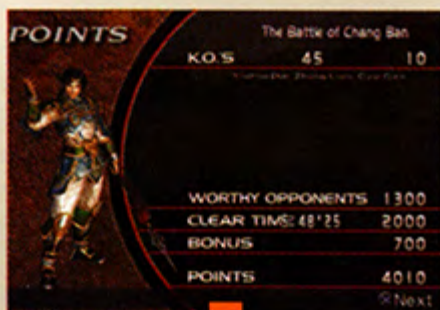 POINTS
The Battle of Chang Ban
K.O.'S 45 10
WORTHY OPPONENTS 1300
CLEAR TIME 48'25 2000
BONUS 700
POINTS 4010
Next